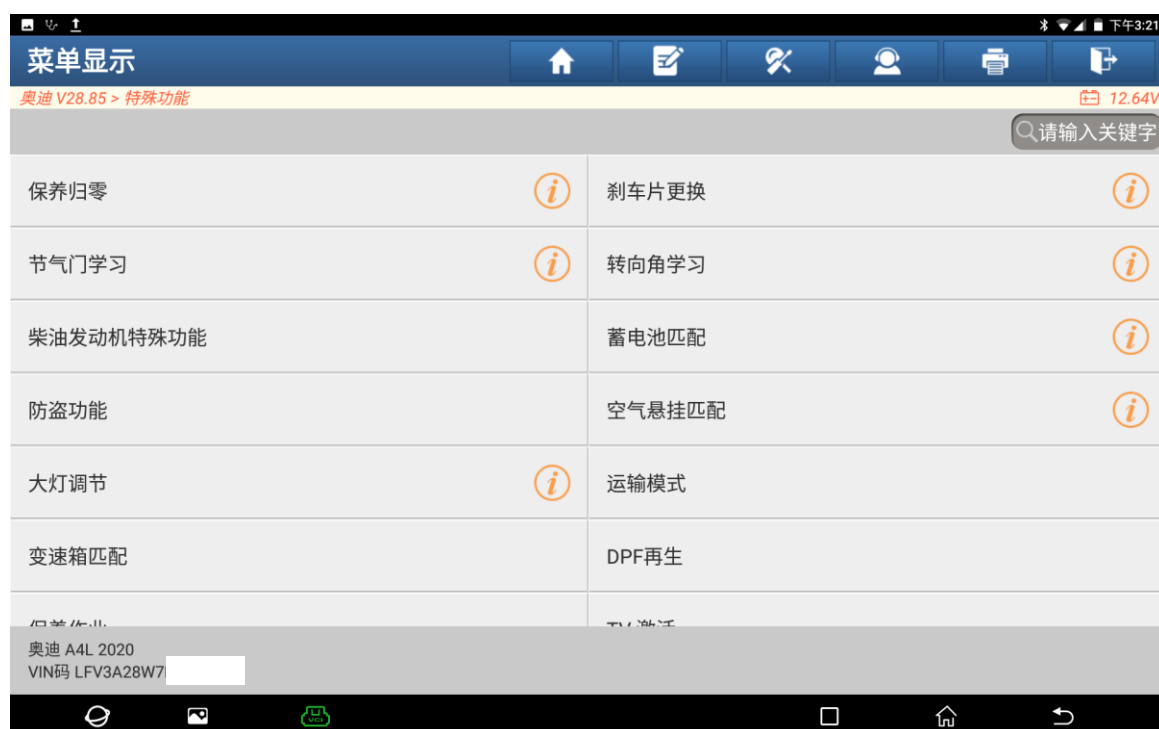 下午3:21
菜单显示
奥迪 V28.85 > 特殊功能
12.64V
请输入关键字
保养归零
刹车片更换
节气门学习
转向角学习
柴油发动机特殊功能
蓄电池匹配
防盗功能
空气悬挂匹配
大灯调节
运输模式
变速箱匹配
DPF再生
奥迪 A4L 2020
VIN码 LFV3A28W7
VCI